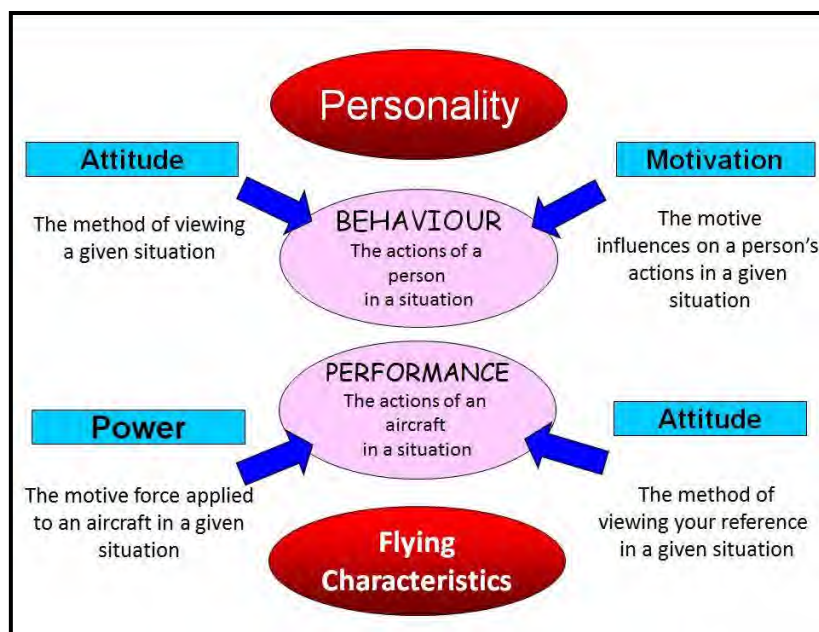 Personality
Attitude
The method of viewing
a given situation
Motivation
The motive
influences on a person's
actions in a given
situation
BEHAVIOUR
The actions of a
person
in a situation
PERFORMANCE
The actions of an
aircraft
in a situation
Power
The motive force applied
to an aircraft in a given
situation
Attitude
The method of
viewing your reference
in a given situation
Flying
Characteristics